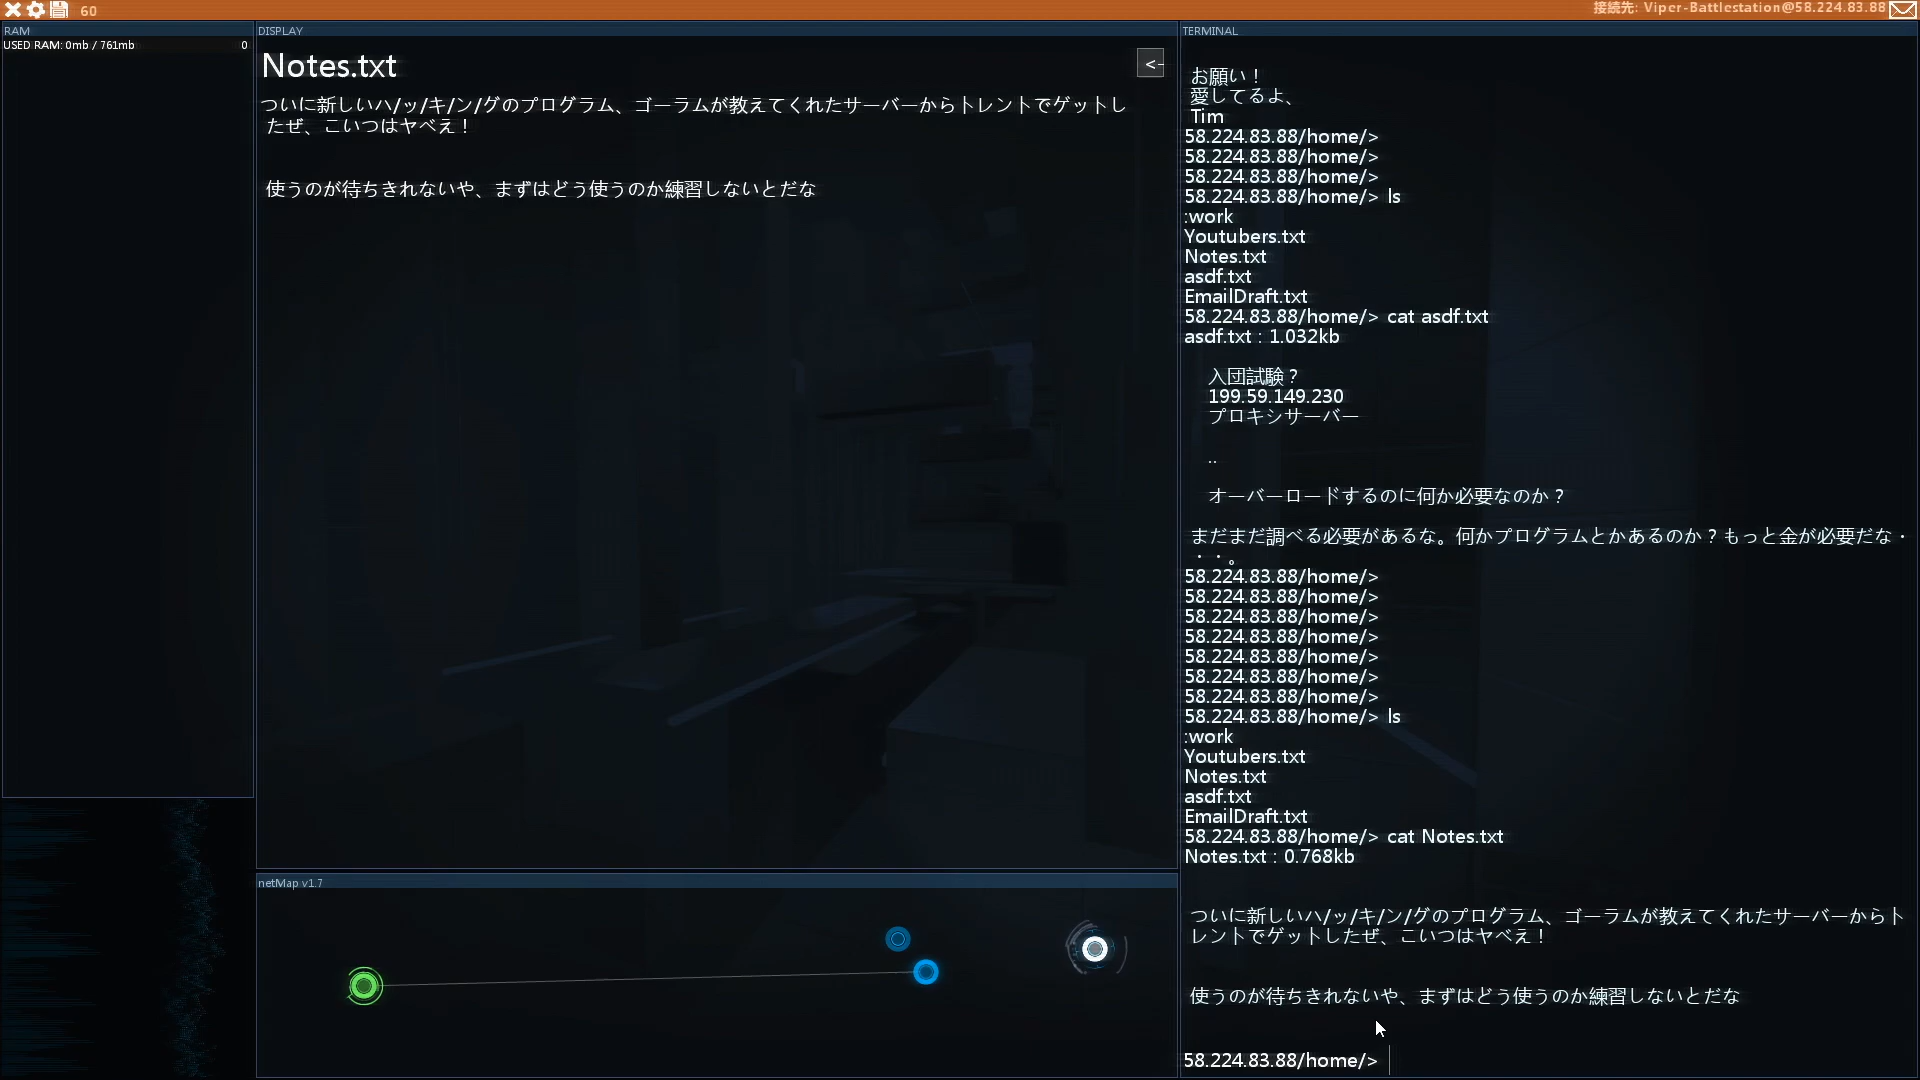 60
接続先: Viper-Battlestation@58.224.83.88
RAM
USED RAM: 0mb / 761mb 0
DISPLAY
Notes.txt
<-
ついに新しいハ/ッ/キ/ン/グのプログラム、ゴーラムが教えてくれたサーバーからトレントでゲットし
たぜ、こいつはヤベえ！
使うのが待ちきれないや、まずはどう使うのか練習しないとだな
netMap v1.7
TERMINAL
お願い！
愛してるよ、
Tim
58.224.83.88/home/>
58.224.83.88/home/>
58.224.83.88/home/>
58.224.83.88/home/> ls
:work
Youtubers.txt
Notes.txt
asdf.txt
EmailDraft.txt
58.224.83.88/home/> cat asdf.txt
asdf.txt : 1.032kb
入団試験？
199.59.149.230
プロキシサーバー
..
オーバーロードするのに何か必要なのか？
まだまだ調べる必要があるな。何かプログラムとかあるのか？もっと金が必要だな・
・・。
58.224.83.88/home/>
58.224.83.88/home/>
58.224.83.88/home/>
58.224.83.88/home/>
58.224.83.88/home/>
58.224.83.88/home/>
58.224.83.88/home/>
58.224.83.88/home/> ls
:work
Youtubers.txt
Notes.txt
asdf.txt
EmailDraft.txt
58.224.83.88/home/> cat Notes.txt
Notes.txt : 0.768kb
ついに新しいハ/ッ/キ/ン/グのプログラム、ゴーラムが教えてくれたサーバーからト
レントでゲットしたぜ、こいつはヤベえ！
使うのが待ちきれないや、まずはどう使うのか練習しないとだな
58.224.83.88/home/>